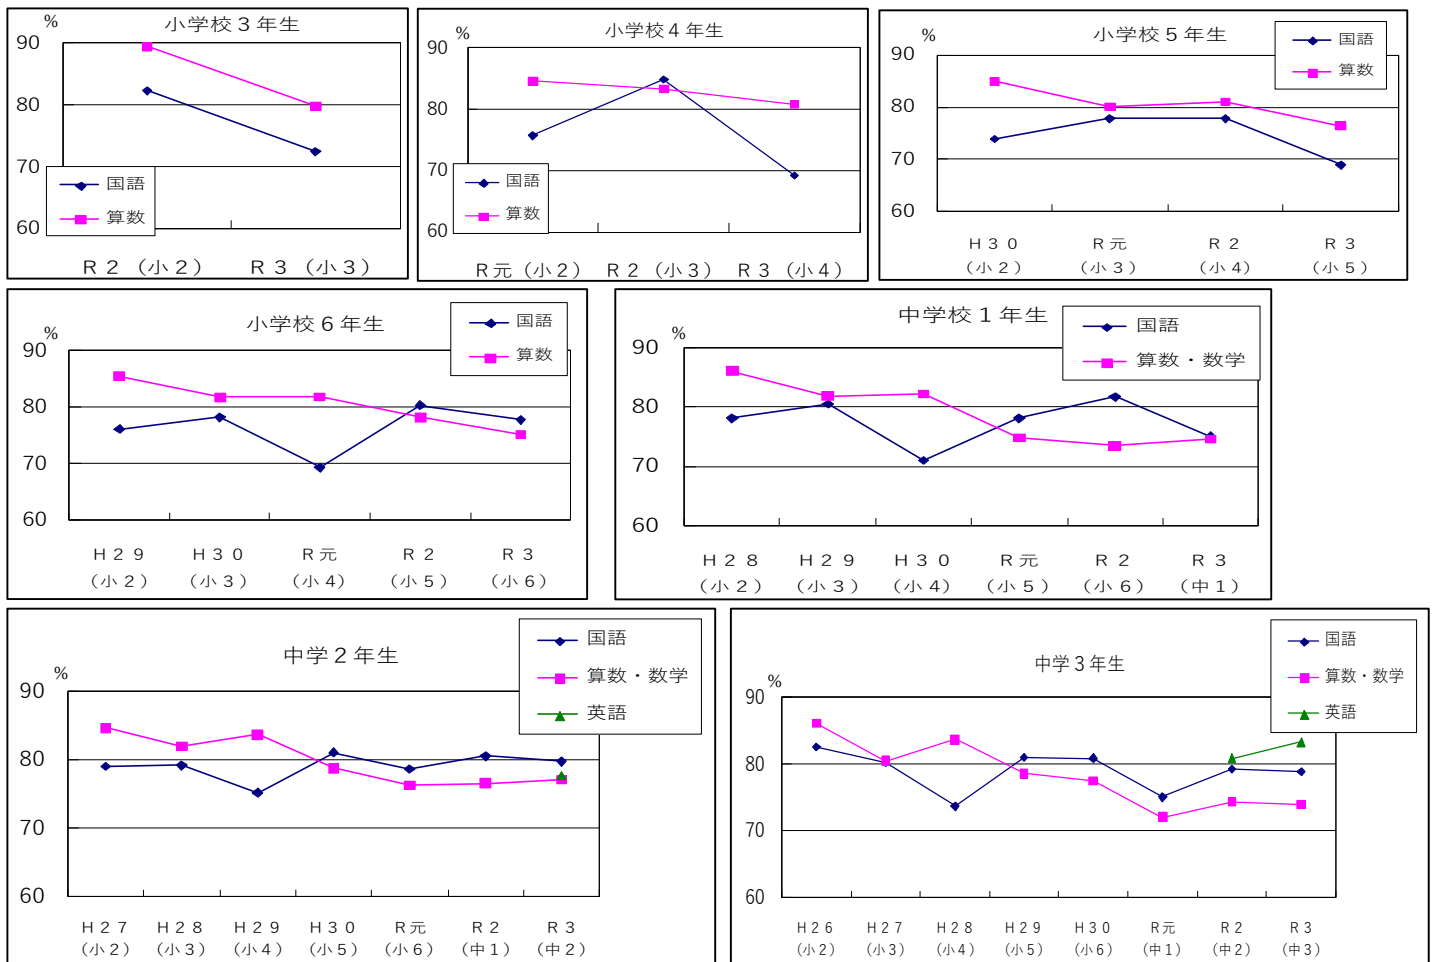 小学校３年生
%
90
80
70
60
国語
算数
Ｒ２（小２）
Ｒ３（小３）
小学校４年生
%
90
80
70
60
国語
算数
Ｒ元（小２）
Ｒ２（小３）
Ｒ３（小４）
小学校５年生
%
90
80
70
60
国語
算数
Ｈ３０
（小２）
Ｒ元
（小３）
Ｒ２
（小４）
Ｒ３
（小５）
小学校６年生
%
90
80
70
60
国語
算数
Ｈ２９
（小２）
Ｈ３０
（小３）
Ｒ元
（小４）
Ｒ２
（小５）
Ｒ３
（小６）
中学校１年生
%
90
80
70
60
国語
算数・数学
Ｈ２８
（小２）
Ｈ２９
（小３）
Ｈ３０
（小４）
Ｒ元
（小５）
Ｒ２
（小６）
Ｒ３
（中１）
中学２年生
%
90
80
70
60
国語
算数・数学
英語
Ｈ２７
（小２）
Ｈ２８
（小３）
Ｈ２９
（小４）
Ｈ３０
（小５）
Ｒ元
（小６）
Ｒ２
（中１）
Ｒ３
（中２）
中学３年生
%
90
80
70
60
国語
算数・数学
英語
Ｈ２６
（小２）
Ｈ２７
（小３）
Ｈ２８
（小４）
Ｈ２９
（小５）
Ｈ３０
（小６）
Ｒ元
（中１）
Ｒ２
（中２）
Ｒ３
（中３）